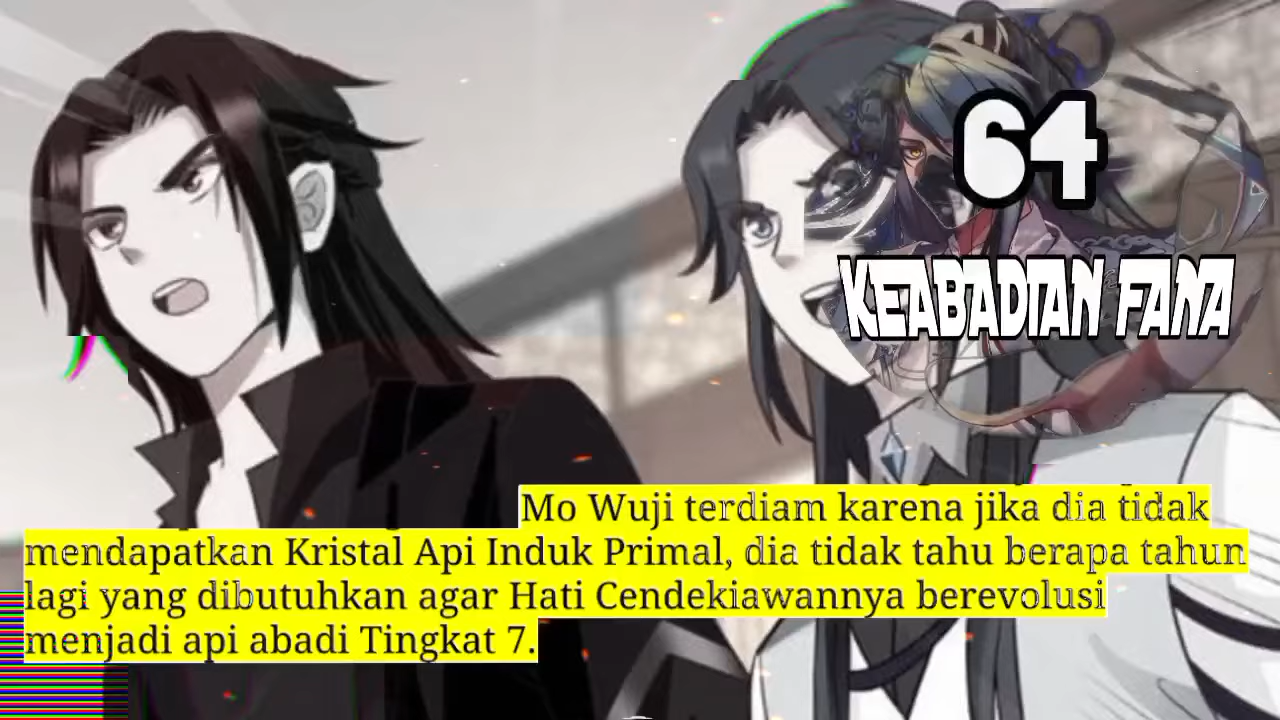 64
KEABADIAN FANA
Mo Wuji terdiam karena jika dia tidak
mendapatkan Kristal Api Induk Primal, dia tidak tahu berapa tahun
lagi yang dibutuhkan agar Hati Cendekiawannya berevolusi
menjadi api abadi Tingkat 7.